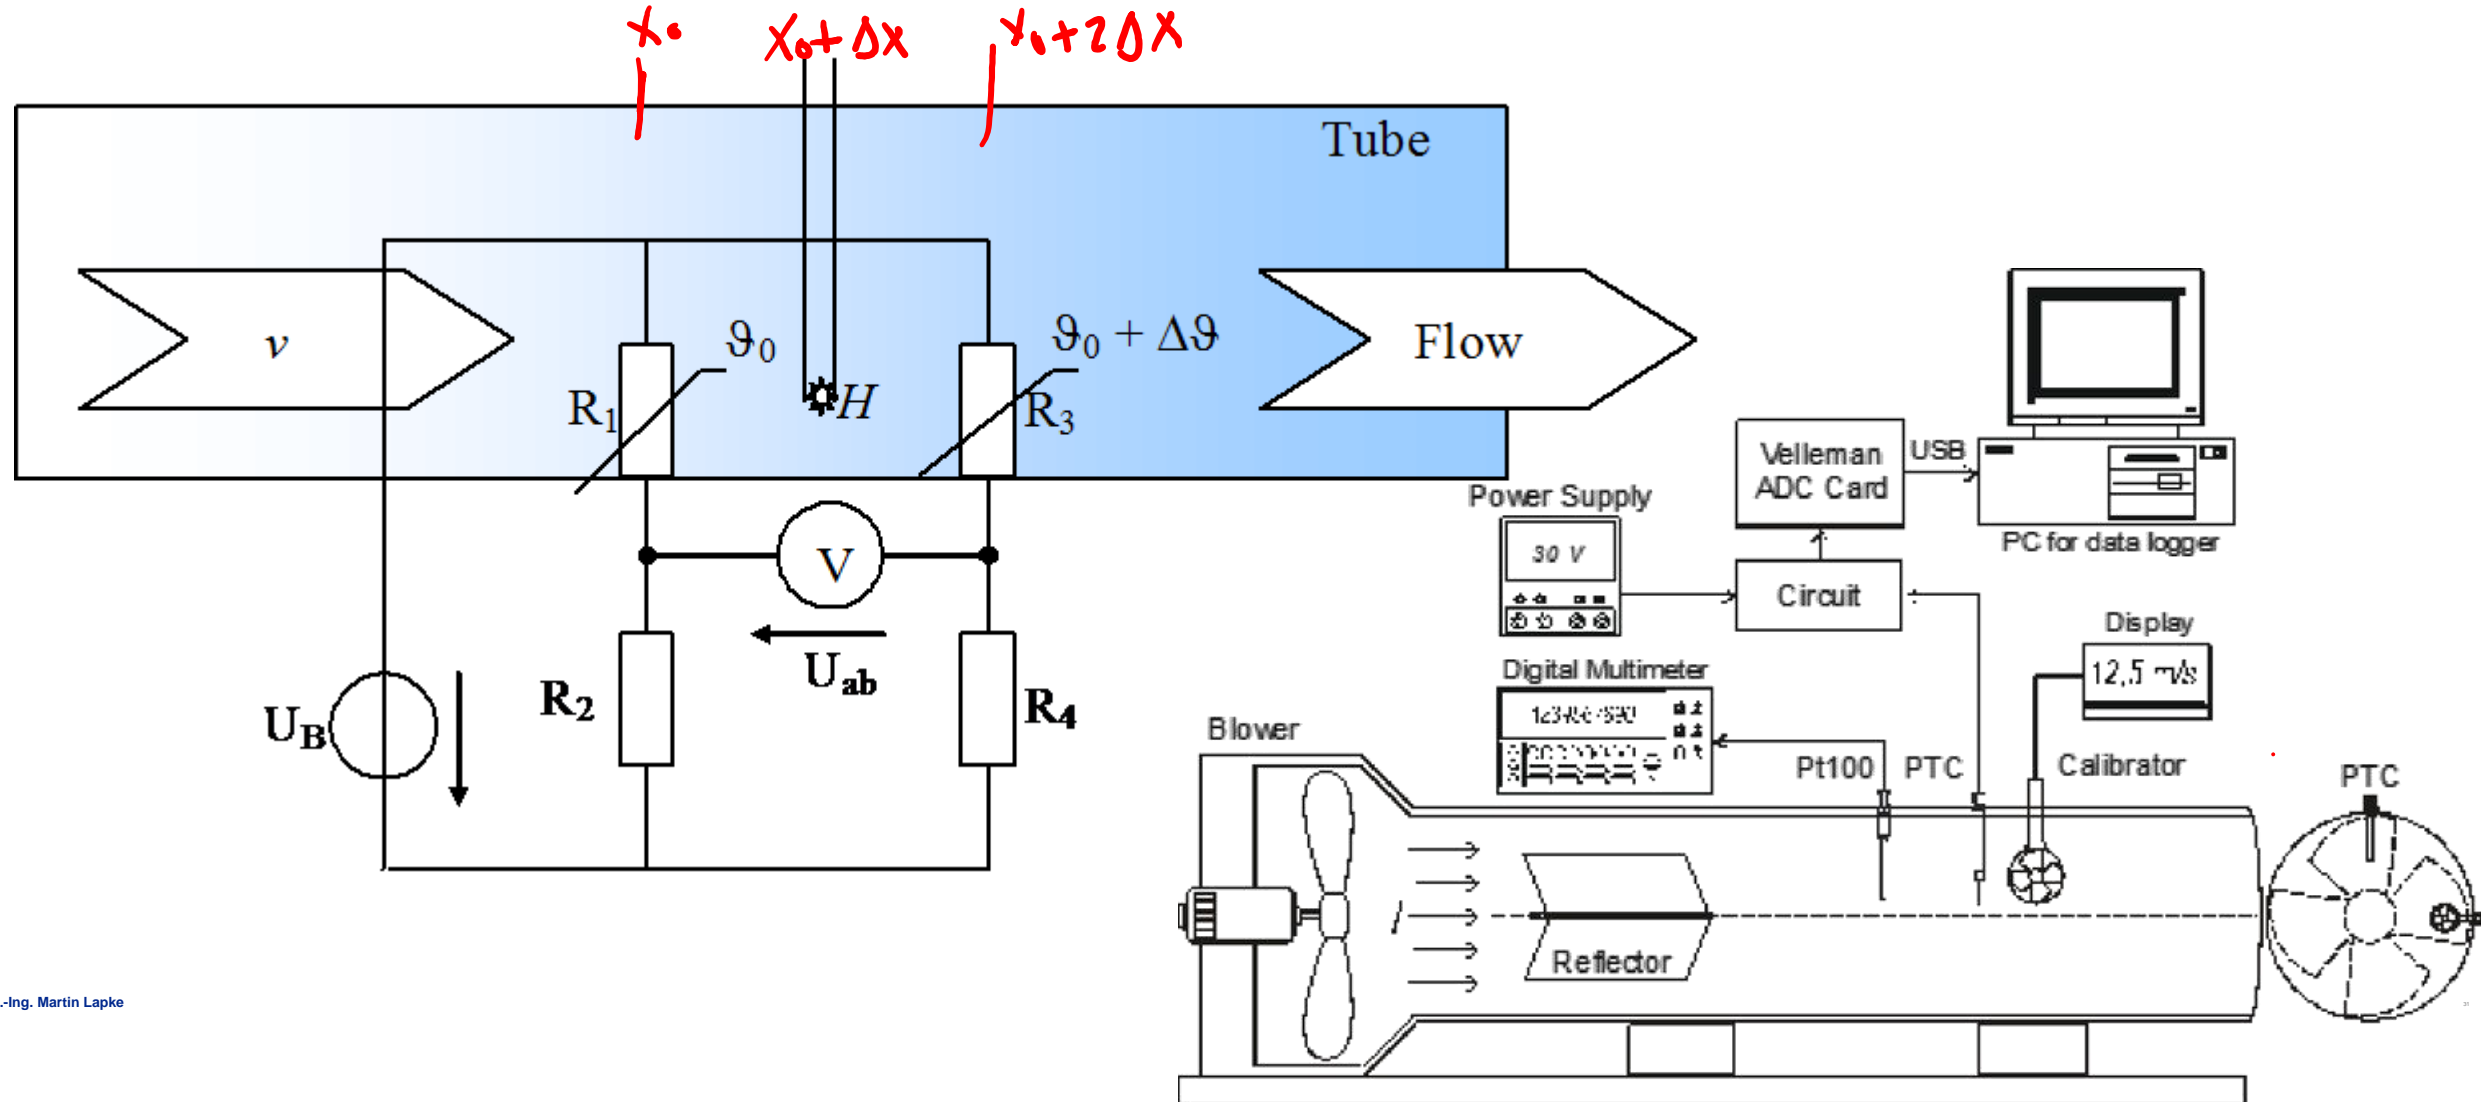 x₀
x₀+Δx
x₀+2Δx
Tube
v
ϑ₀
ϑ₀ + Δϑ
Flow
R₁
H
R₃
V
Uab
UB
R₂
R₄
Velleman
ADC Card
USB
Power Supply
30 V
PC for data logger
Circuit
Display
12,5 m/s
Digital Multimeter
Blower
Pt100
PTC
Calibrator
PTC
Reflector
.-Ing. Martin Lapke